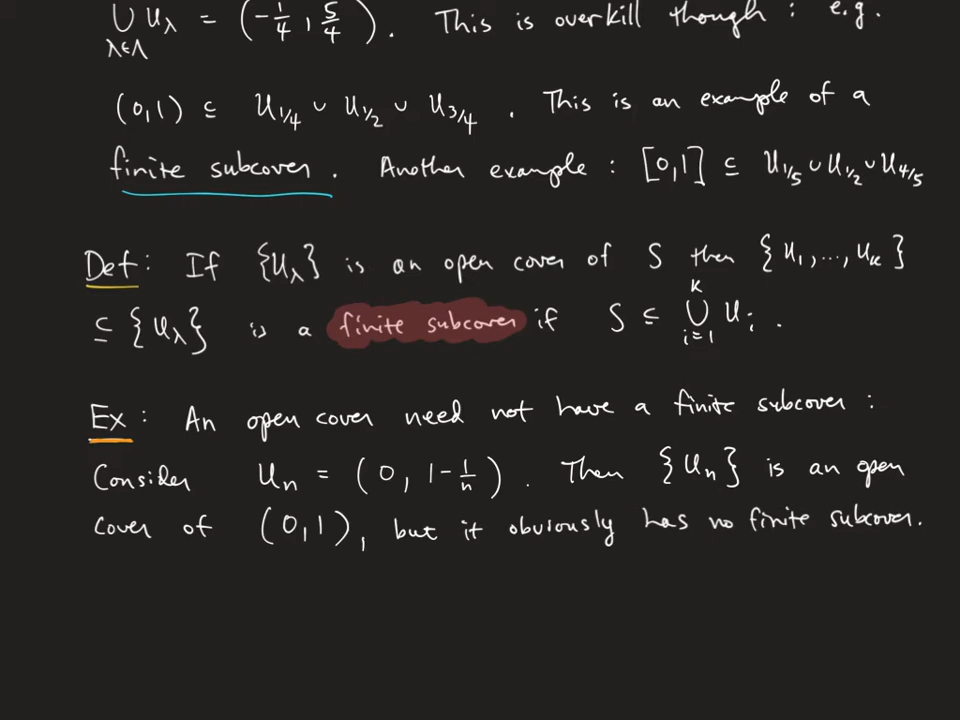 ⋃_{λ∈Λ} U_λ = (-1/4, 5/4). This is overkill though: e.g.
(0,1) ⊆ U_{1/4} ∪ U_{1/2} ∪ U_{3/4}. This is an example of a
finite subcover. Another example: [0,1] ⊆ U_{1/5} ∪ U_{1/2} ∪ U_{4/5}
Def: If {U_λ} is an open cover of S then {U_1, ..., U_k}
⊆ {U_λ} is a finite subcover if S ⊆ ⋃_{i=1}^{k} U_i.
Ex: An open cover need not have a finite subcover:
Consider U_n = (0, 1-1/n). Then {U_n} is an open
cover of (0,1), but it obviously has no finite subcover.